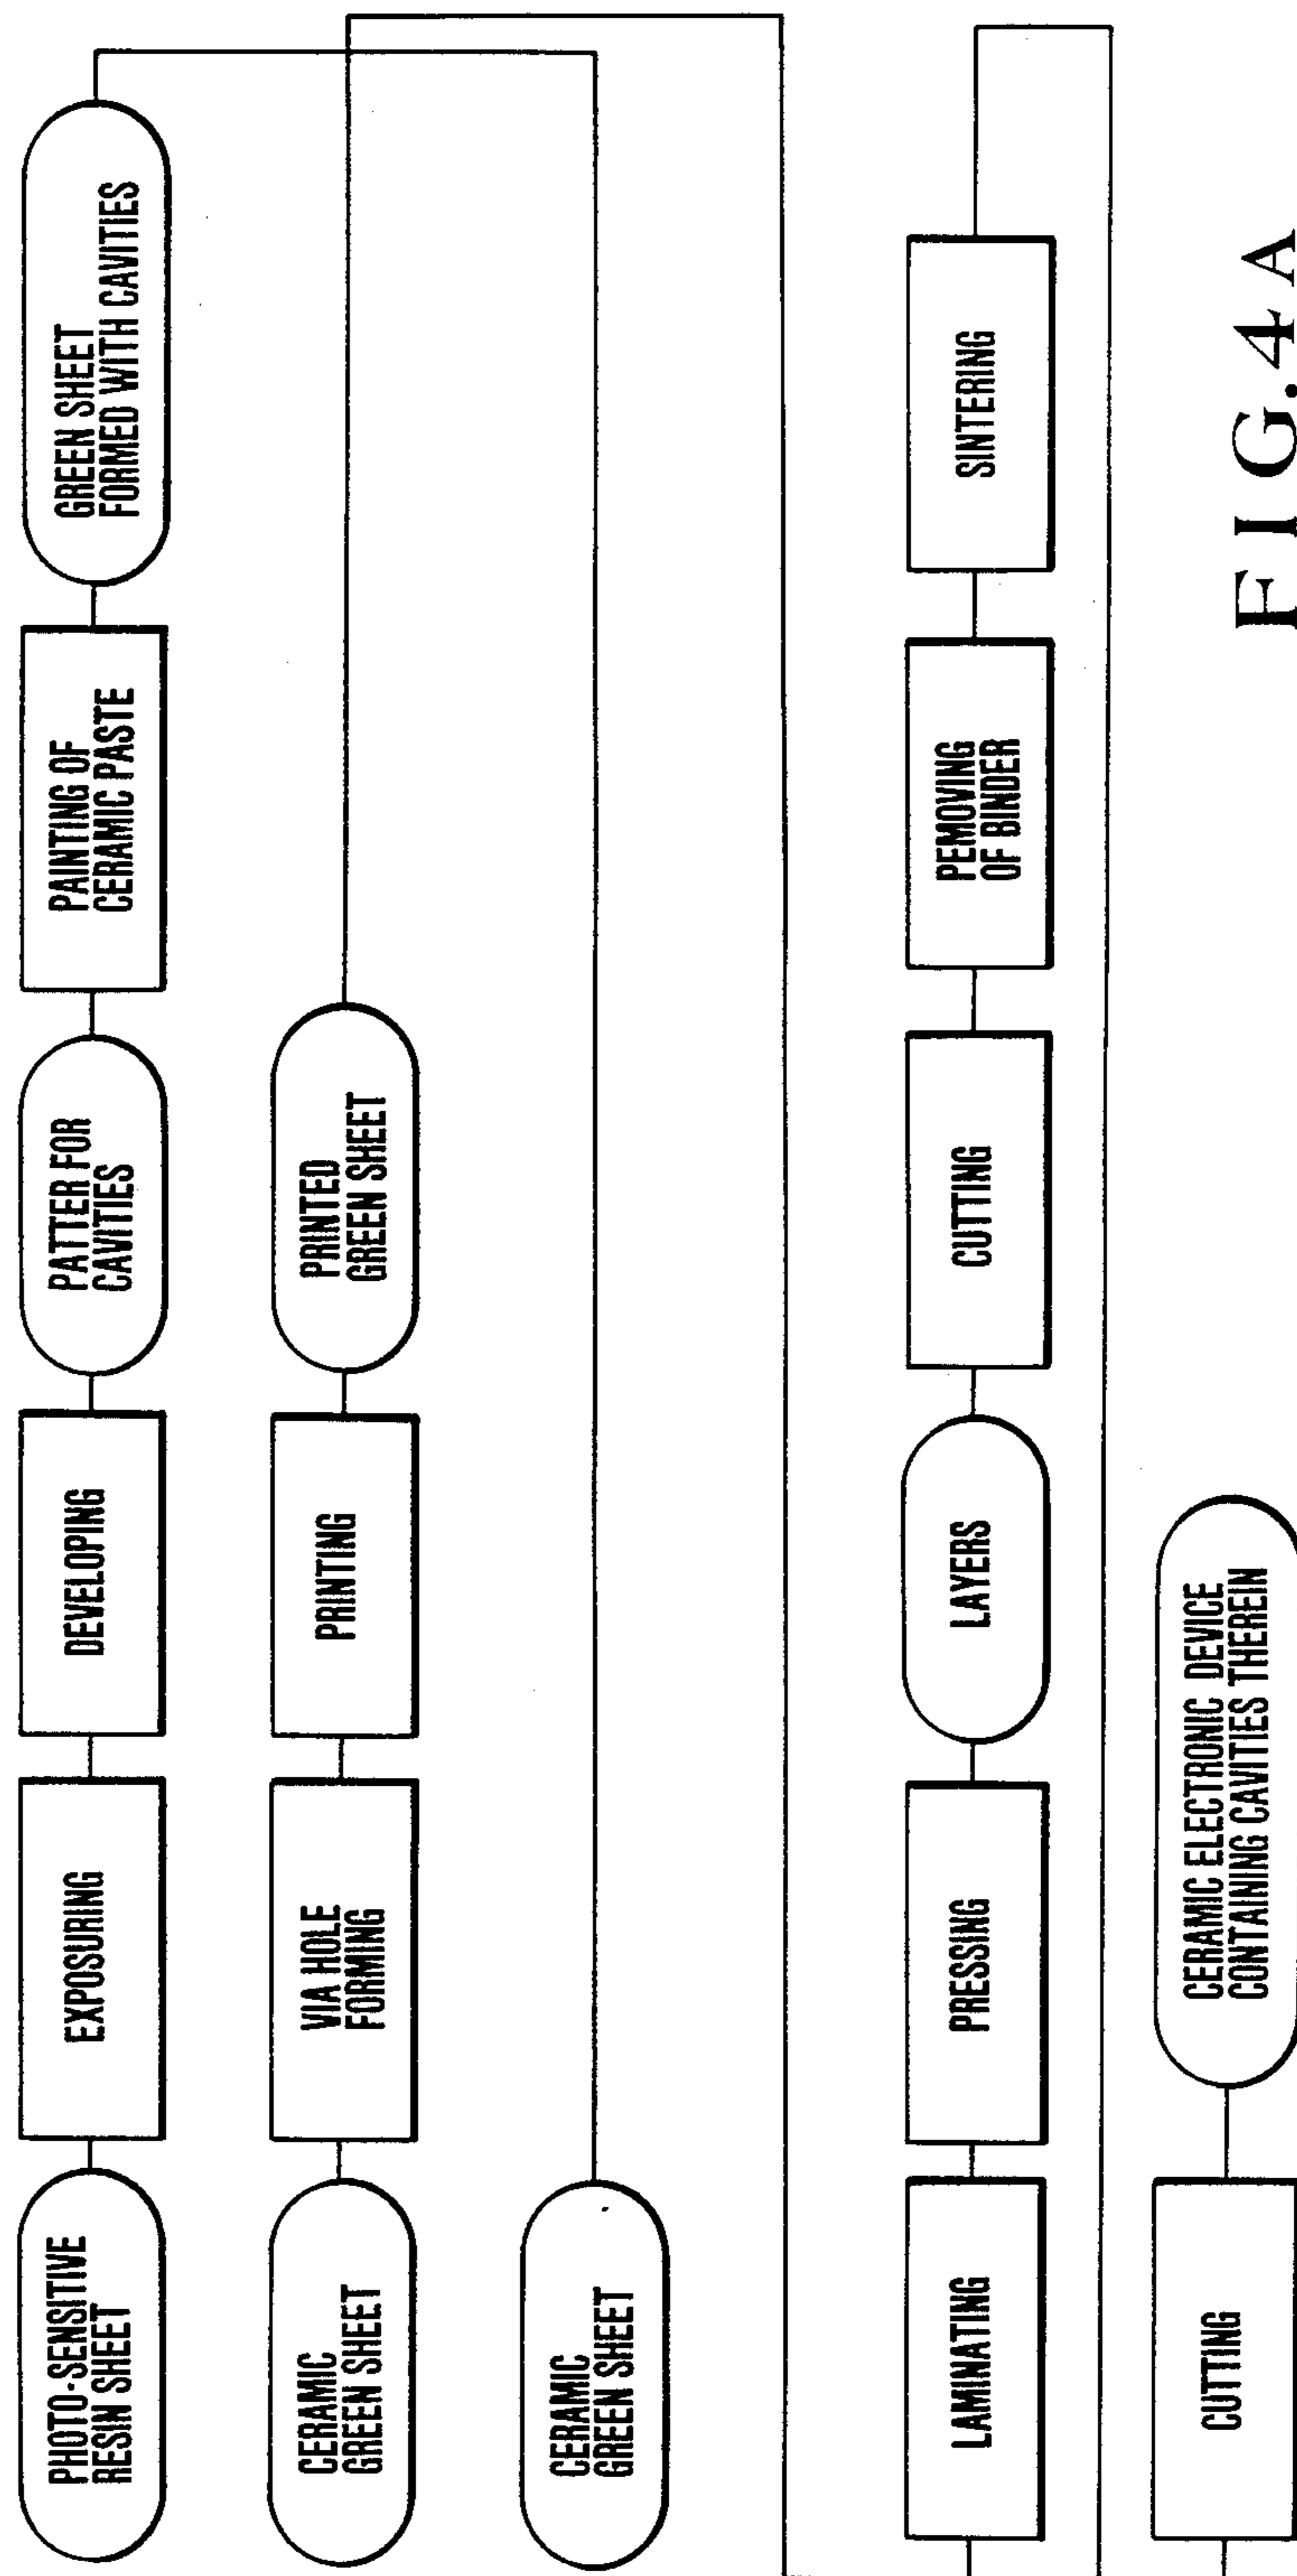 PHOTO-SENSITIVE
RESIN SHEET
EXPOSURING
DEVELOPING
PATTER FOR
CAVITIES
PAINTING OF
CERAMIC PASTE
GREEN SHEET
FORMED WITH CAVITIES
CERAMIC
GREEN SHEET
VIA HOLE
FORMING
PRINTING
PRINTED
GREEN SHEET
CERAMIC
GREEN SHEET
LAMINATING
PRESSING
LAYERS
CUTTING
PEMOVING
OF BINDER
SINTERING
CUTTING
CERAMIC ELECTRONIC DEVICE
CONTAINING CAVITIES THEREIN
FIG.4A